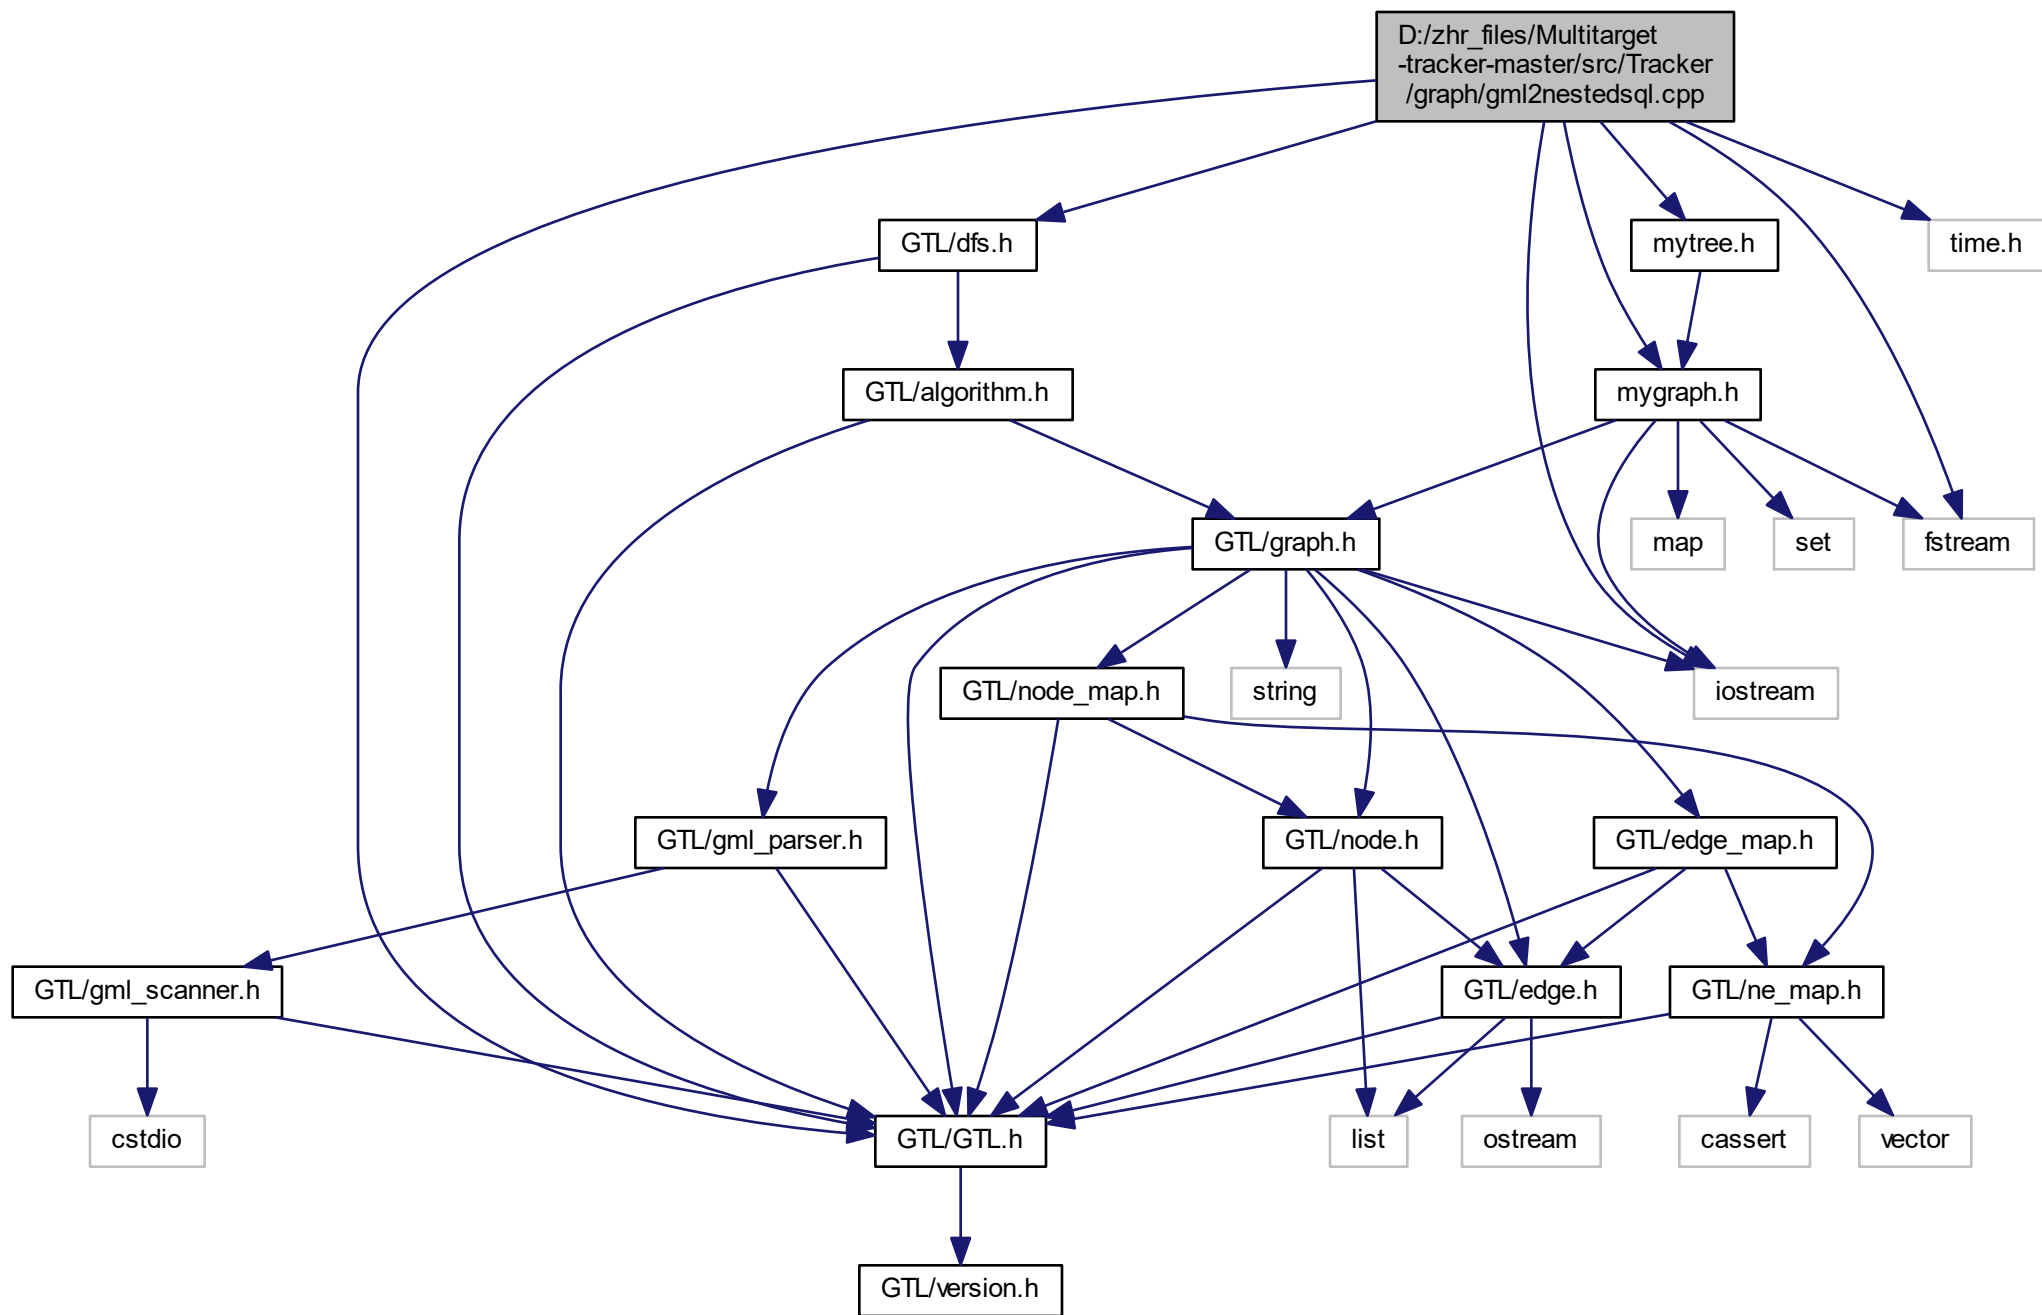 D:/zhr_files/Multitarget
-tracker-master/src/Tracker
/graph/gml2nestedsql.cpp
GTL/dfs.h
mytree.h
time.h
GTL/algorithm.h
mygraph.h
GTL/graph.h
map
set
fstream
GTL/node_map.h
string
iostream
GTL/gml_parser.h
GTL/node.h
GTL/edge_map.h
GTL/gml_scanner.h
GTL/edge.h
GTL/ne_map.h
cstdio
GTL/GTL.h
list
ostream
cassert
vector
GTL/version.h